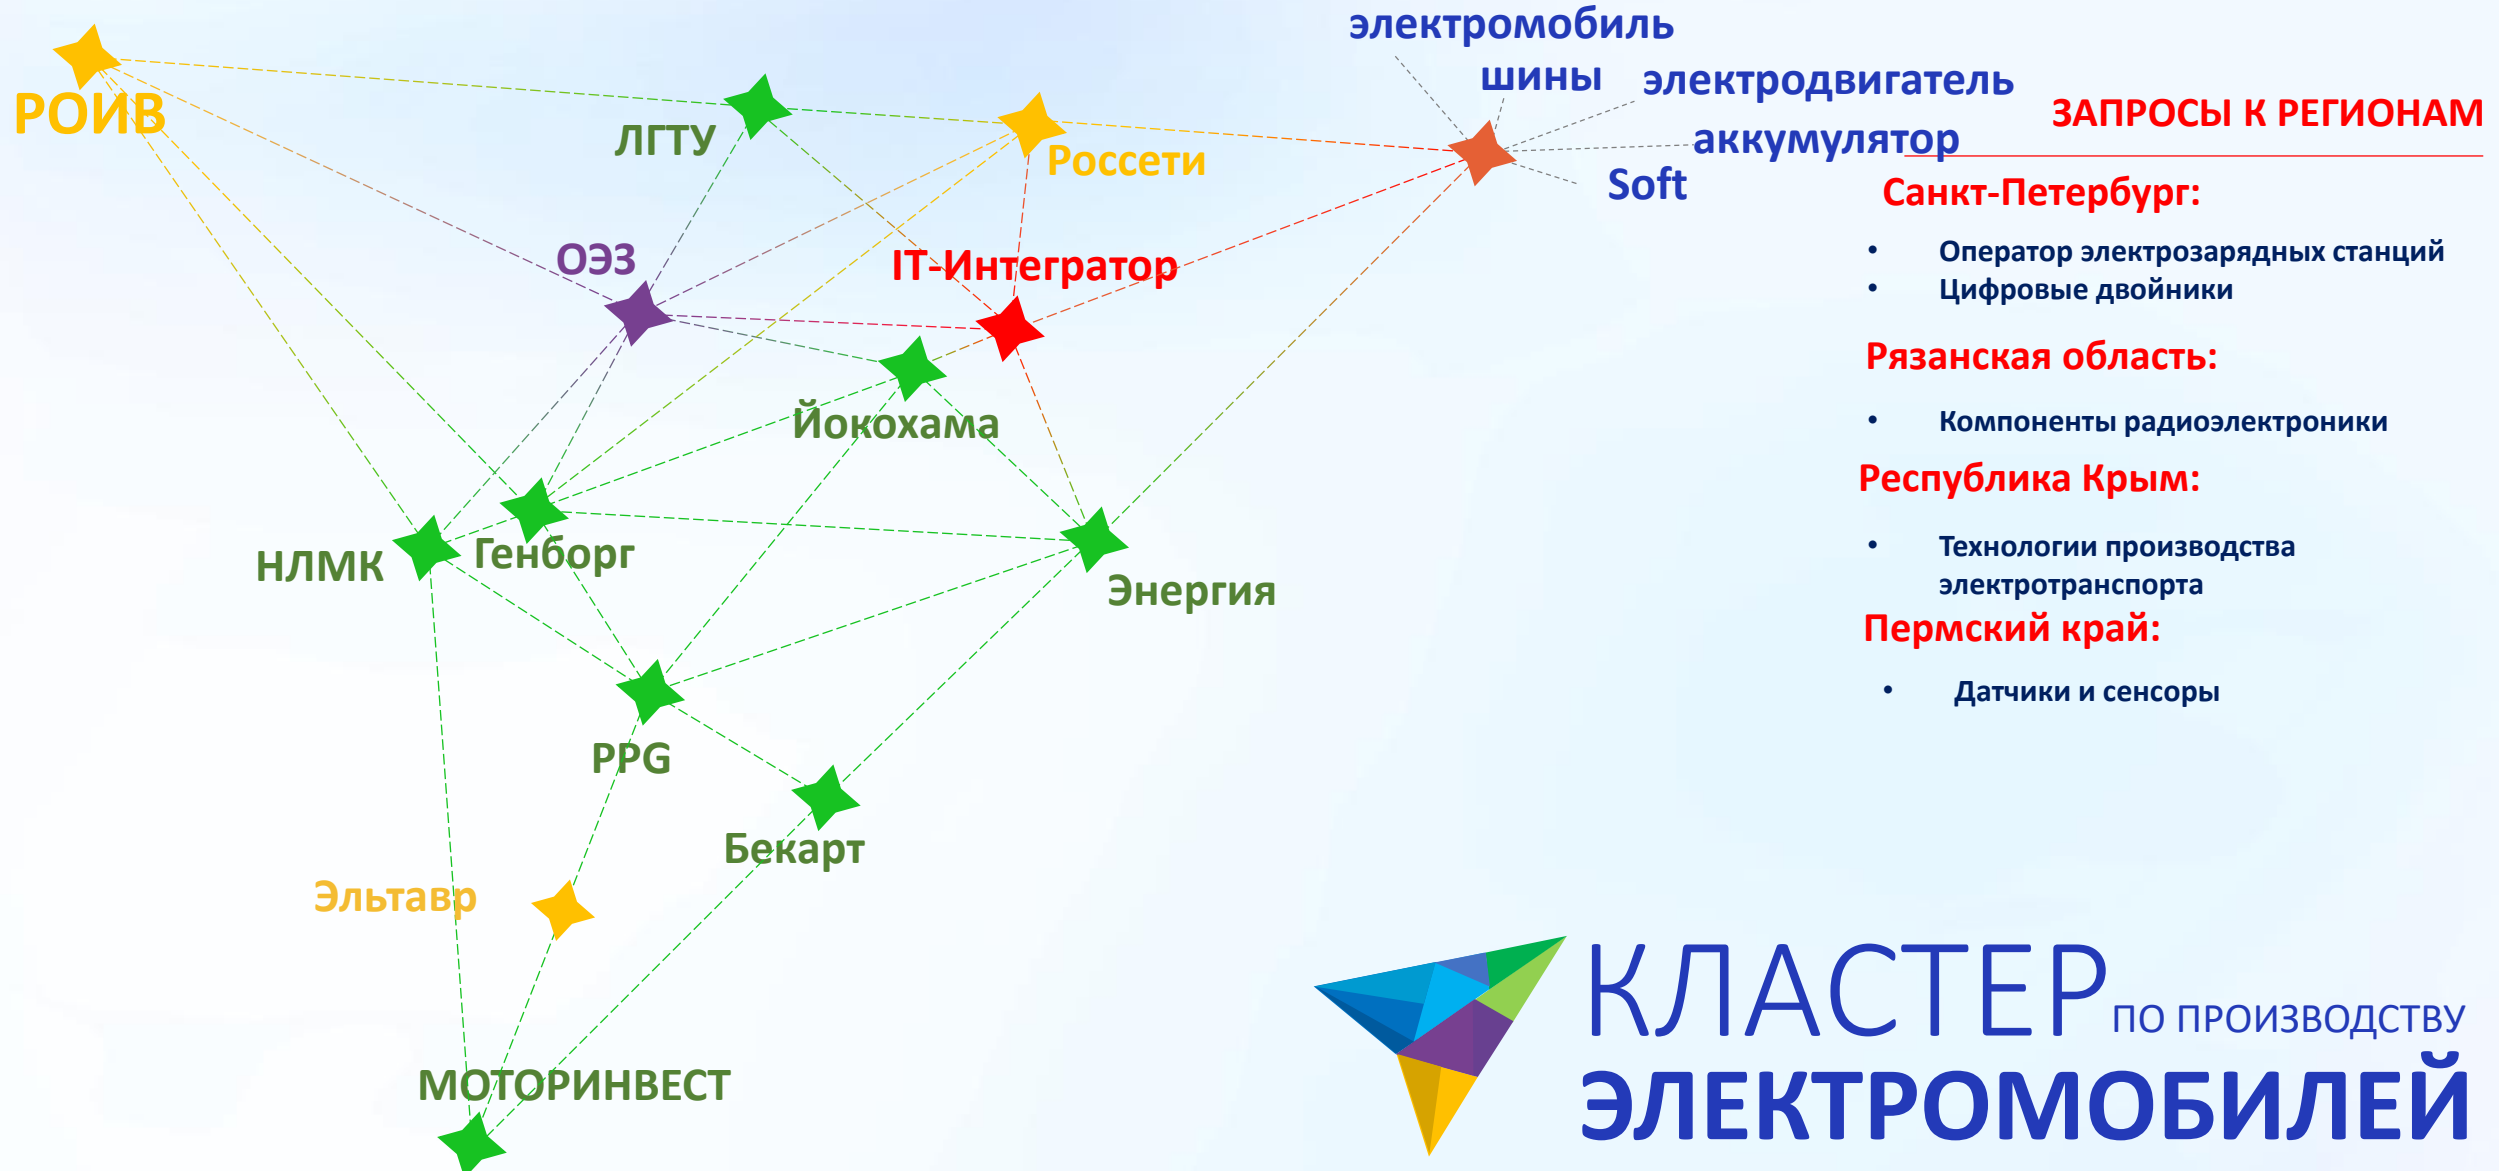 электромобиль
шины
электродвигатель
аккумулятор
Soft
РОИВ
ЛГТУ
Россети
ОЭЗ
IT-Интегратор
Йокохама
НЛМК
Генборг
Энергия
PPG
Бекарт
Эльтавр
МОТОРИНВЕСТ
ЗАПРОСЫ К РЕГИОНАМ
Санкт-Петербург:
• Оператор электрозарядных станций
• Цифровые двойники
Рязанская область:
• Компоненты радиоэлектроники
Республика Крым:
• Технологии производства
электротранспорта
Пермский край:
• Датчики и сенсоры
КЛАСТЕР ПО ПРОИЗВОДСТВУ
ЭЛЕКТРОМОБИЛЕЙ